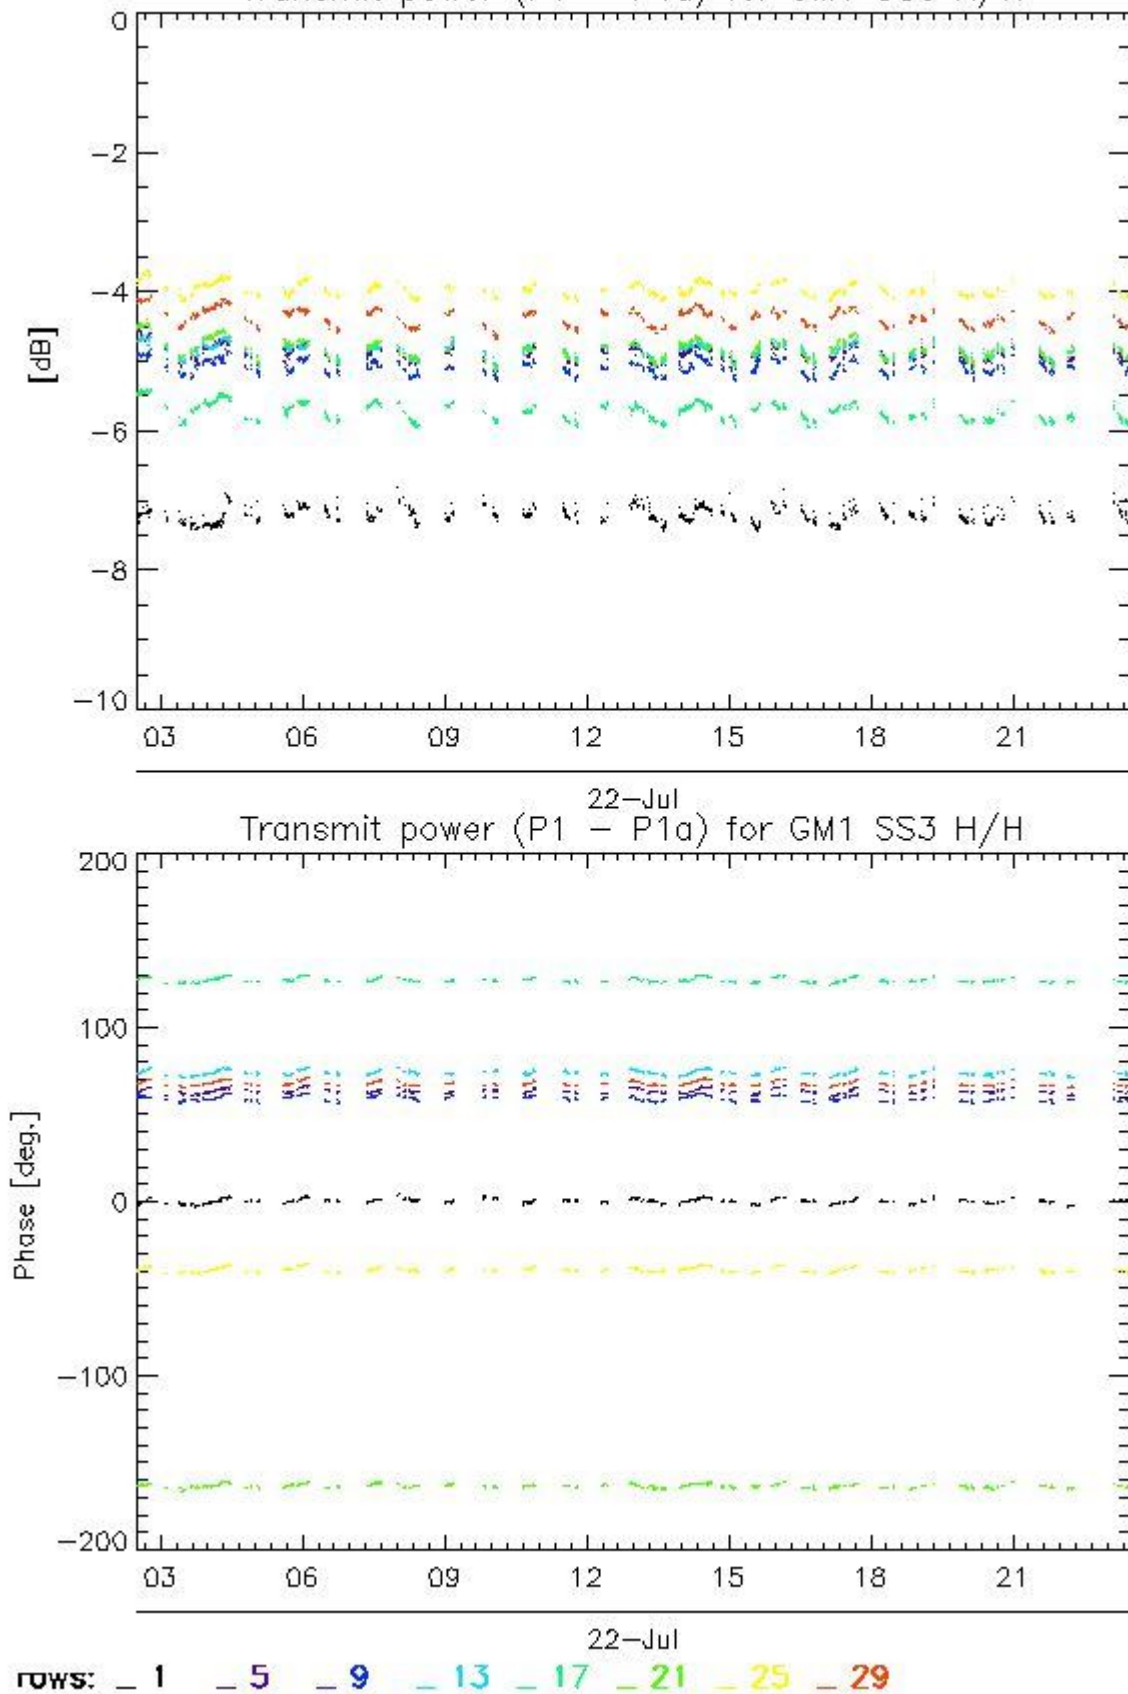 0
−2
−4
[dB]
−6
−8
−10
03 06 09 12 15 18 21
22−Jul
Transmit power (P1 − P1a) for GM1 SS3 H/H
200
100
Phase [deg.]
0
−100
−200
03 06 09 12 15 18 21
22−Jul
rows: _ 1 _ 5 _ 9 _ 13 _ 17 _ 21 _ 25 _ 29